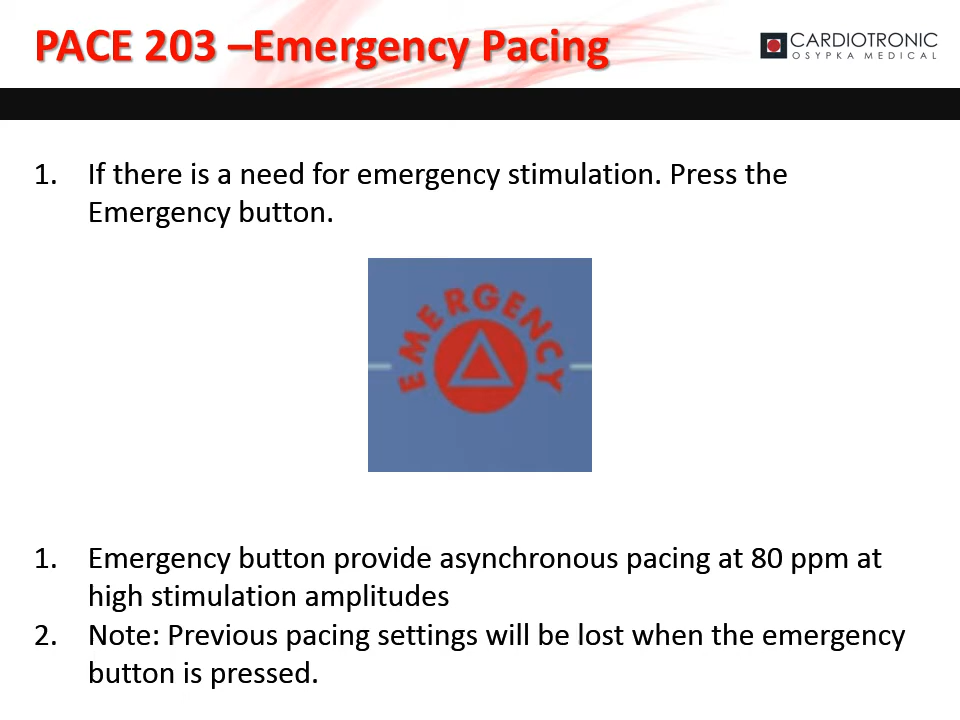 PACE 203 –Emergency Pacing
CARDIOTRONIC
OSYPKA MEDICAL
1. If there is a need for emergency stimulation. Press the
Emergency button.
EMERGENCY
1. Emergency button provide asynchronous pacing at 80 ppm at
high stimulation amplitudes
2. Note: Previous pacing settings will be lost when the emergency
button is pressed.